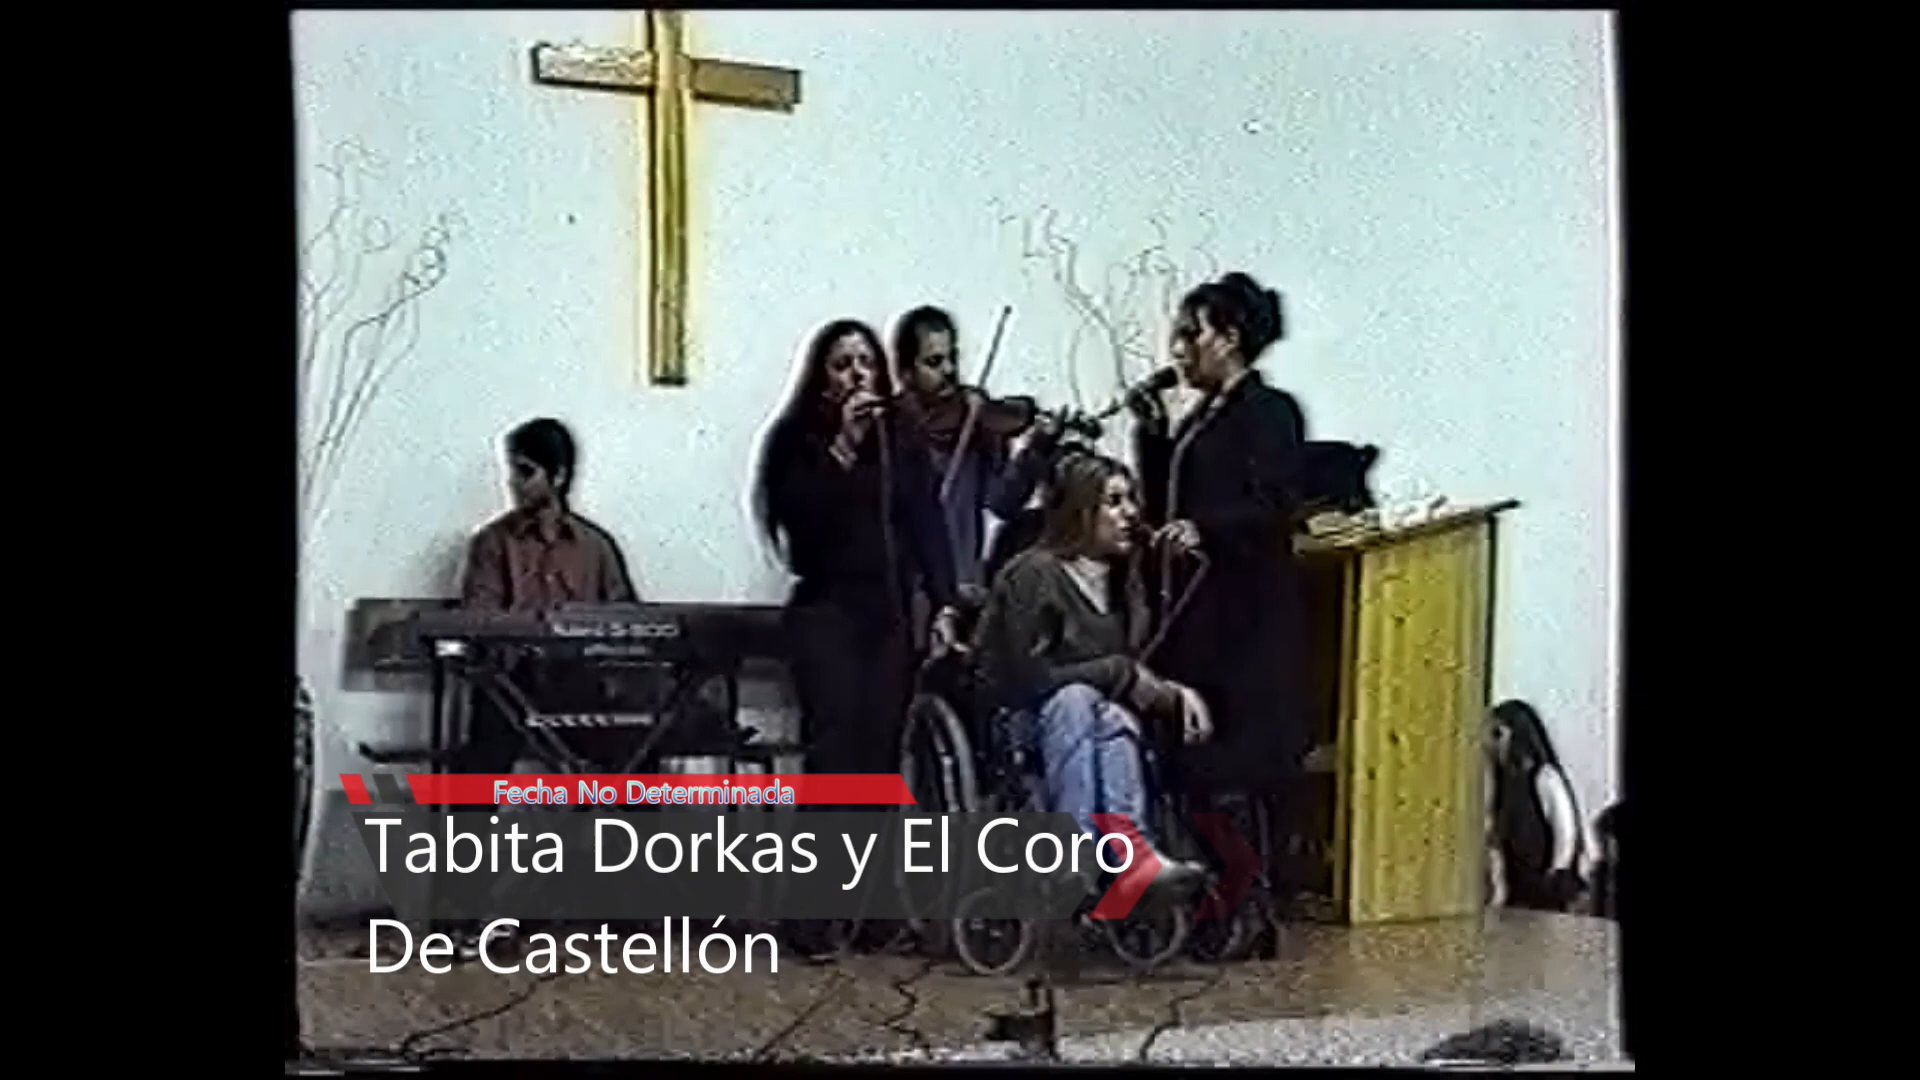 Fecha No Determinada
Tabita Dorkas y El Coro
De Castellón